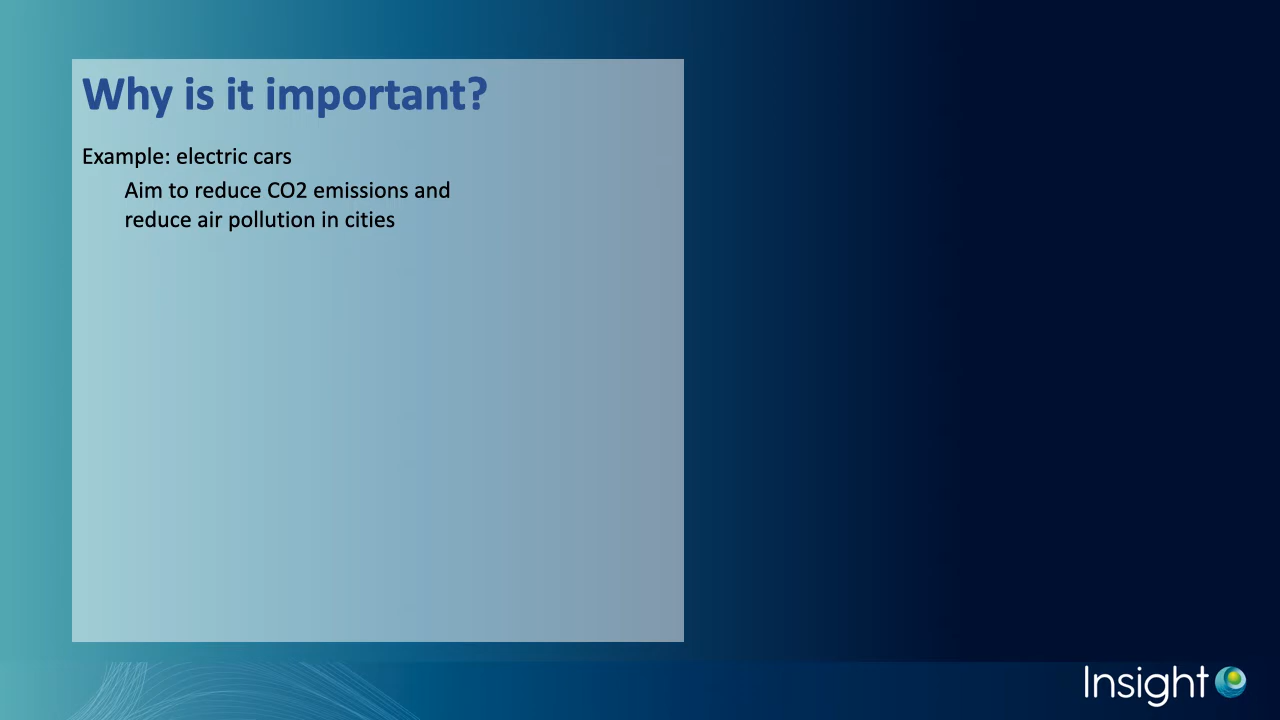 Why is it important?
Example: electric cars
Aim to reduce CO2 emissions and
reduce air pollution in cities
Insight